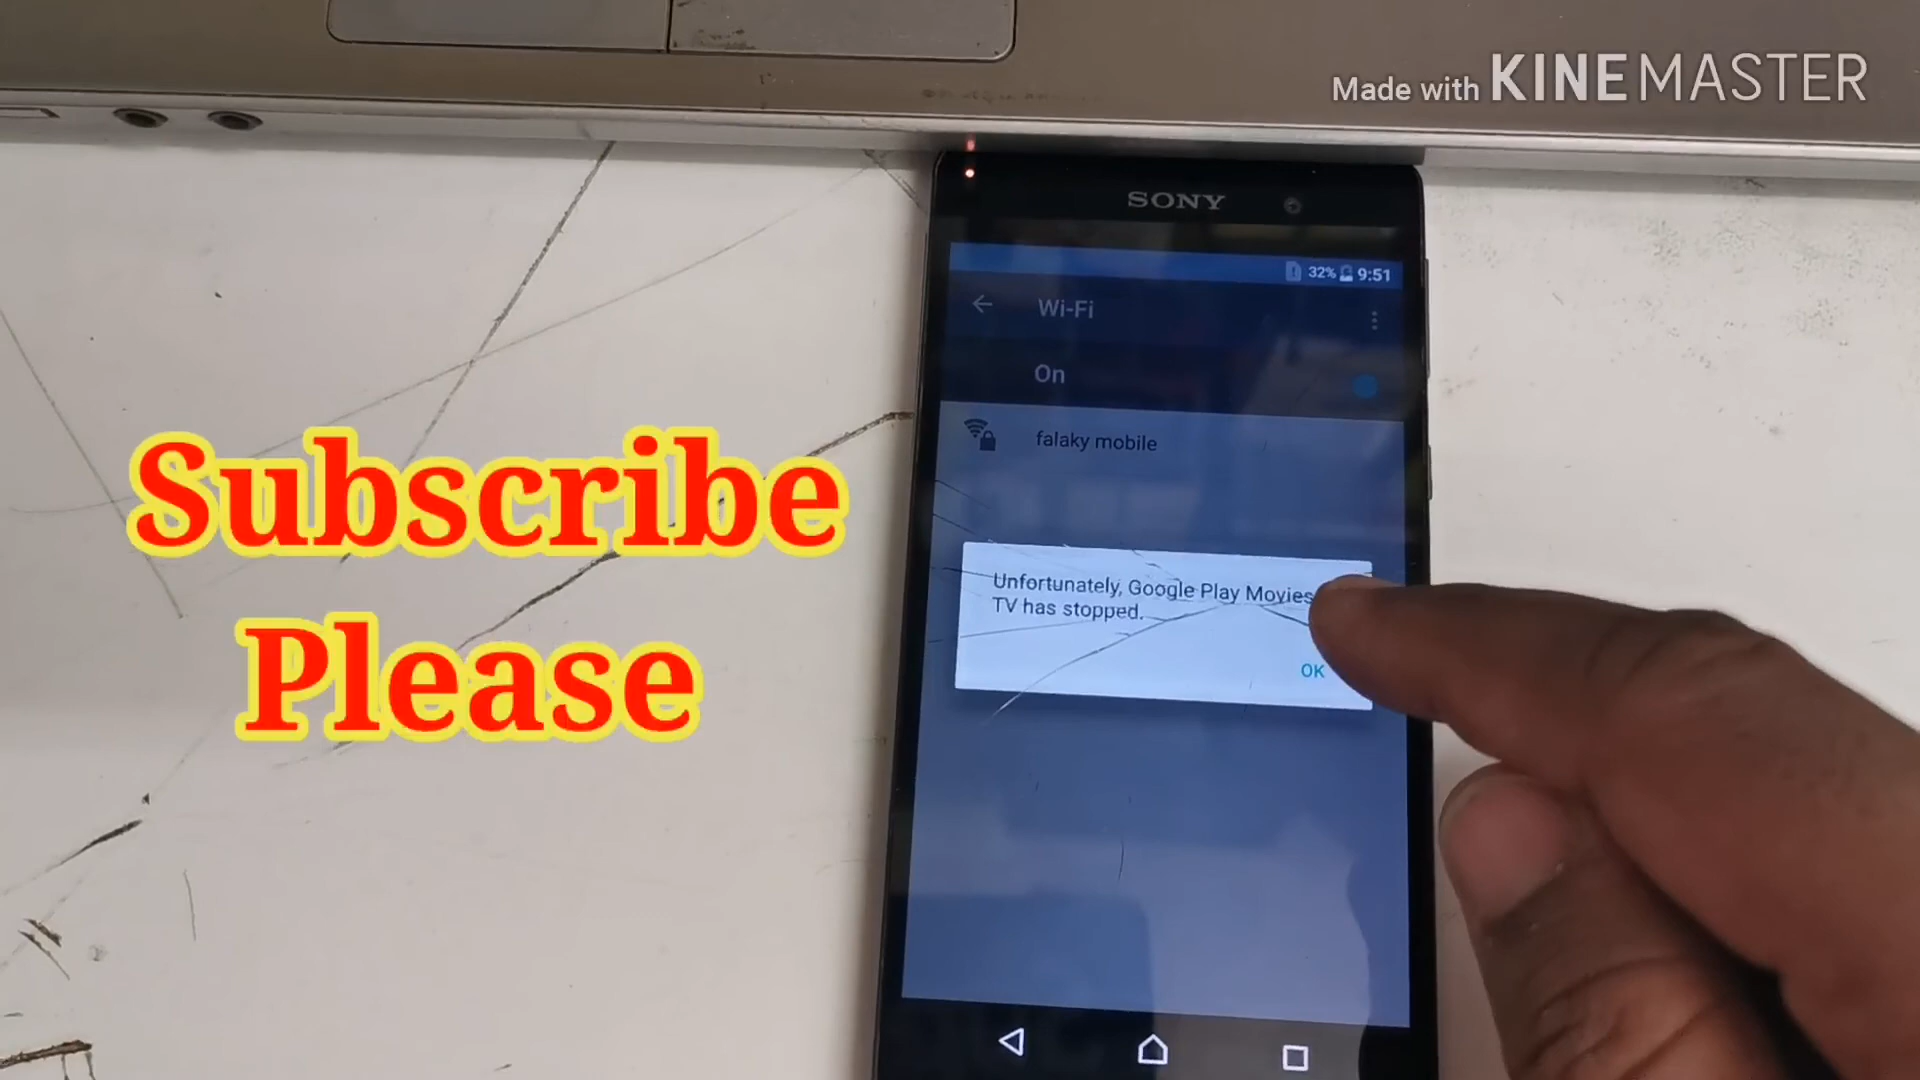 Made with KINEMASTER
SONY
32% 9:51
Wi-Fi
On
falaky mobile
Subscribe
Please
Unfortunately, Google Play Movies
TV has stopped.
OK